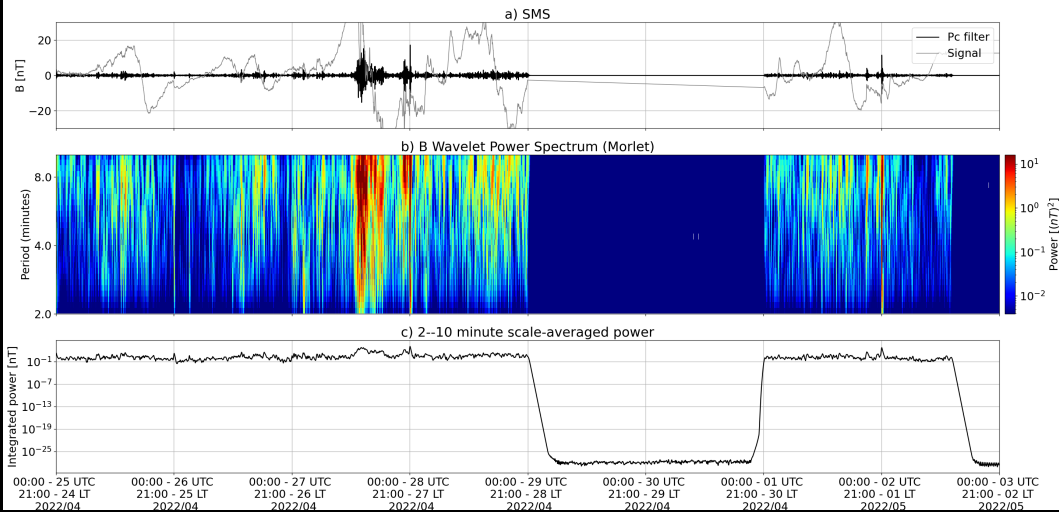 a) SMS
20
0
−20
B [nT]
Pc filter
Signal
b) B Wavelet Power Spectrum (Morlet)
8.0
4.0
2.0
Period (minutes)
10^1
10^0
10^−1
10^−2
Power [(nT)^2]
c) 2--10 minute scale-averaged power
10^−1
10^−7
10^−13
10^−19
10^−25
Integrated power [nT]
00:00 - 25 UTC 00:00 - 26 UTC 00:00 - 27 UTC 00:00 - 28 UTC 00:00 - 29 UTC 00:00 - 30 UTC 00:00 - 01 UTC 00:00 - 02 UTC 00:00 - 03 UTC
21:00 - 24 LT 21:00 - 25 LT 21:00 - 26 LT 21:00 - 27 LT 21:00 - 28 LT 21:00 - 29 LT 21:00 - 30 LT 21:00 - 01 LT 21:00 - 02 LT
2022/04 2022/04 2022/04 2022/04 2022/04 2022/04 2022/05 2022/05 2022/05